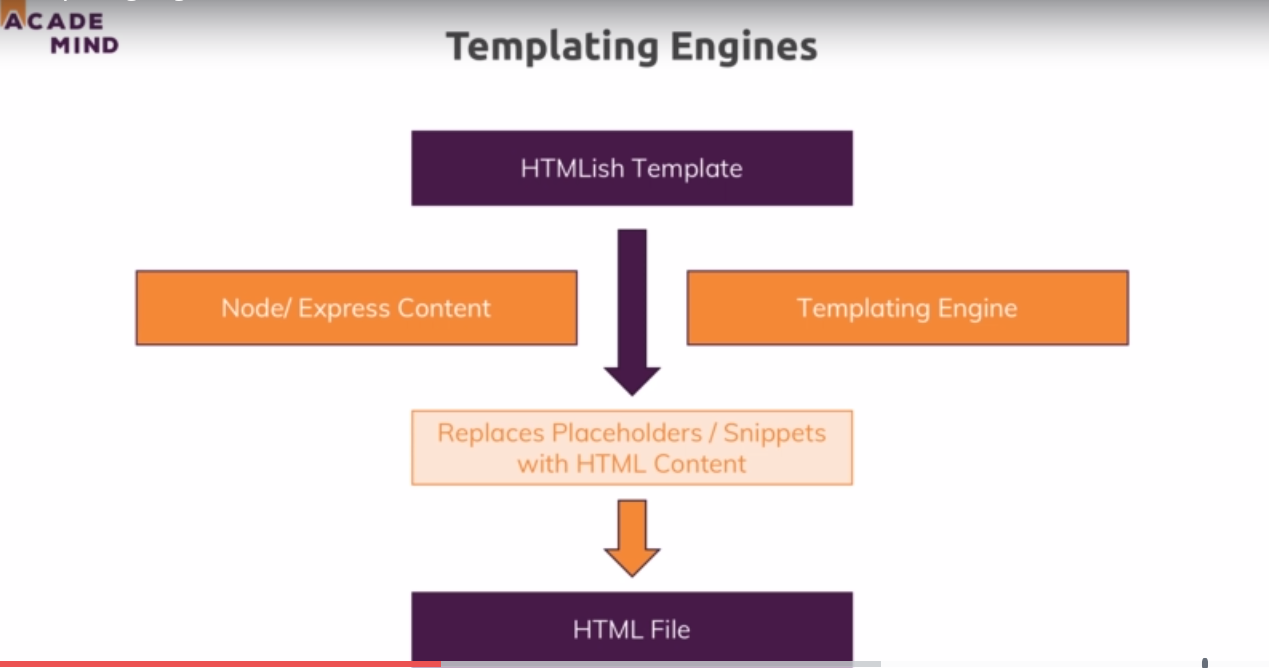 ACADE
MIND
Templating Engines
HTMLish Template
Node/ Express Content
Templating Engine
Replaces Placeholders / Snippets
with HTML Content
HTML File